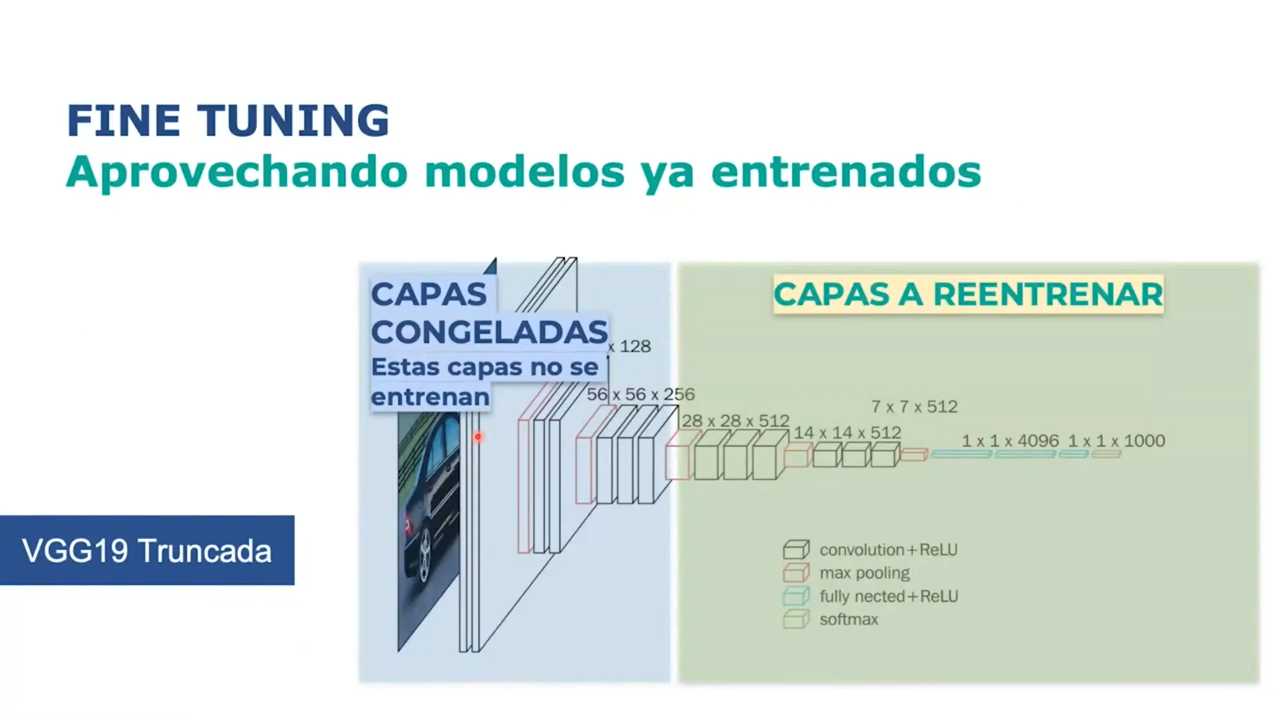 FINE TUNING
Aprovechando modelos ya entrenados
CAPAS
CONGELADAS
Estas capas no se
entrenan
CAPAS A REENTRENAR
x 128
56 x 56 x 256
28 x 28 x 512
14 x 14 x 512
7 x 7 x 512
1 x 1 x 4096
1 x 1 x 1000
VGG19 Truncada
convolution+ReLU
max pooling
fully nected+ReLU
softmax